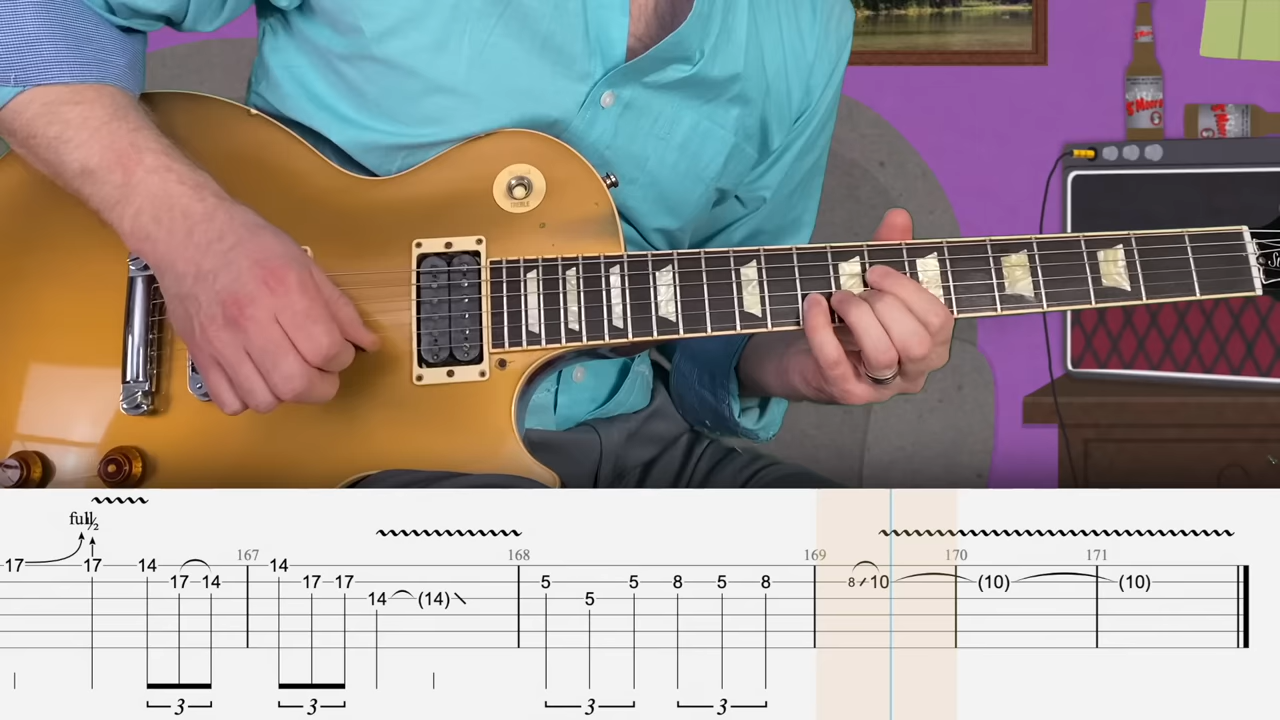 TREBLE
full ½
17 17 14 17 14 167 14 17 17 14 (14) 168 5 5 5 8 5 8 169 8 10 170 (10) 171 (10)
3 3 3 3